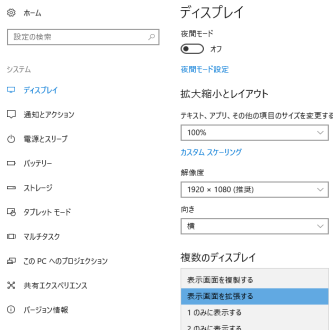 ホーム
設定の検索
システム
ディスプレイ
通知とアクション
電源とスリープ
バッテリー
ストレージ
タブレット モード
マルチタスク
この PC へのプロジェクション
共有エクスペリエンス
バージョン情報
ディスプレイ
夜間モード
オフ
夜間モード設定
拡大縮小とレイアウト
テキスト、アプリ、その他の項目のサイズを変更する
100%
カスタム スケーリング
解像度
1920 × 1080 (推奨)
向き
横
複数のディスプレイ
表示画面を複製する
表示画面を拡張する
1 のみに表示する
2 のみに表示する